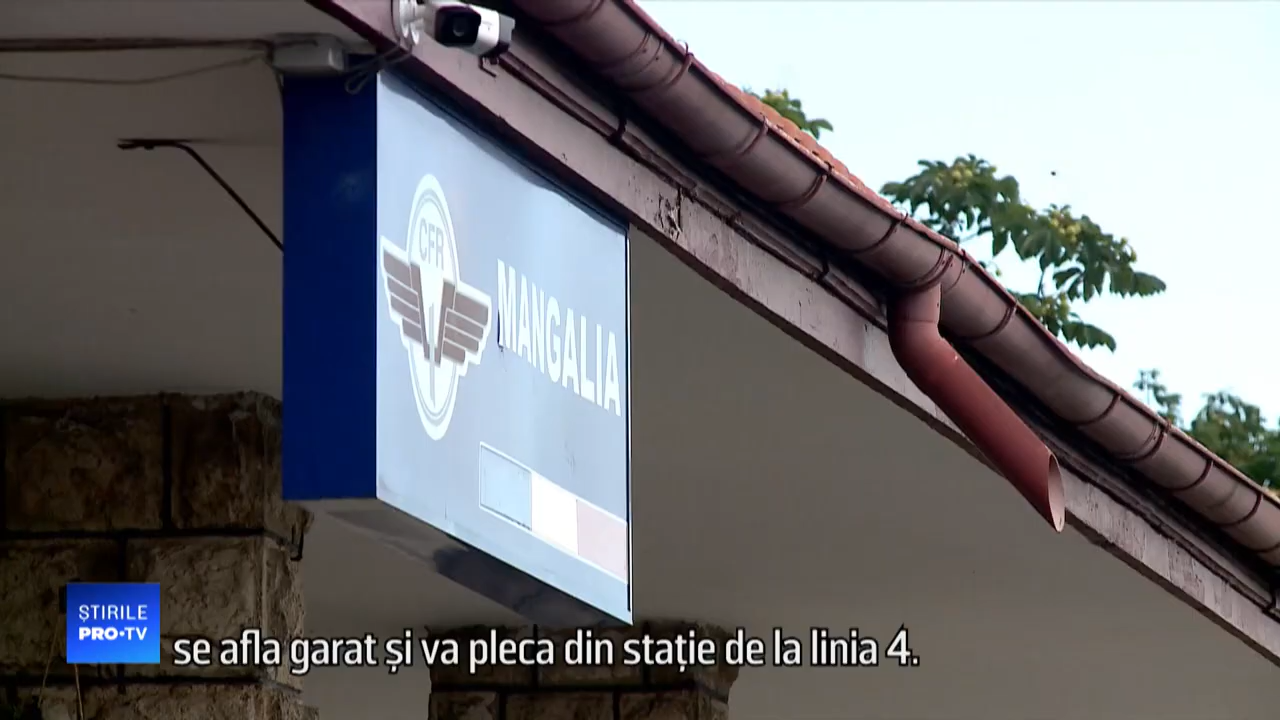 CFR
MANGALIA
ȘTIRILE
PRO•TV
se afla garat și va pleca din stație de la linia 4.